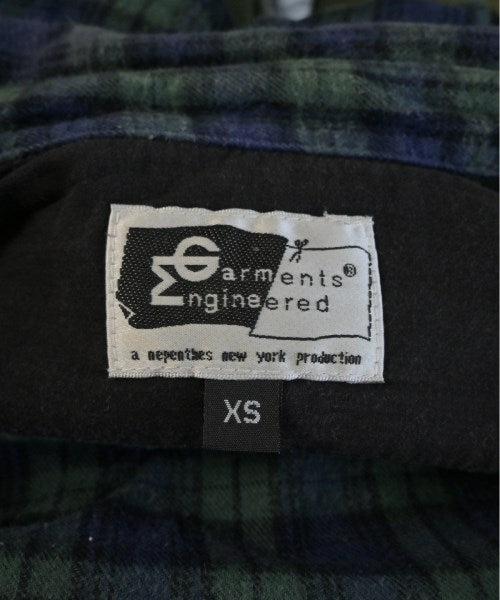 Garments®
Engineered
a nepenthes new york production
XS